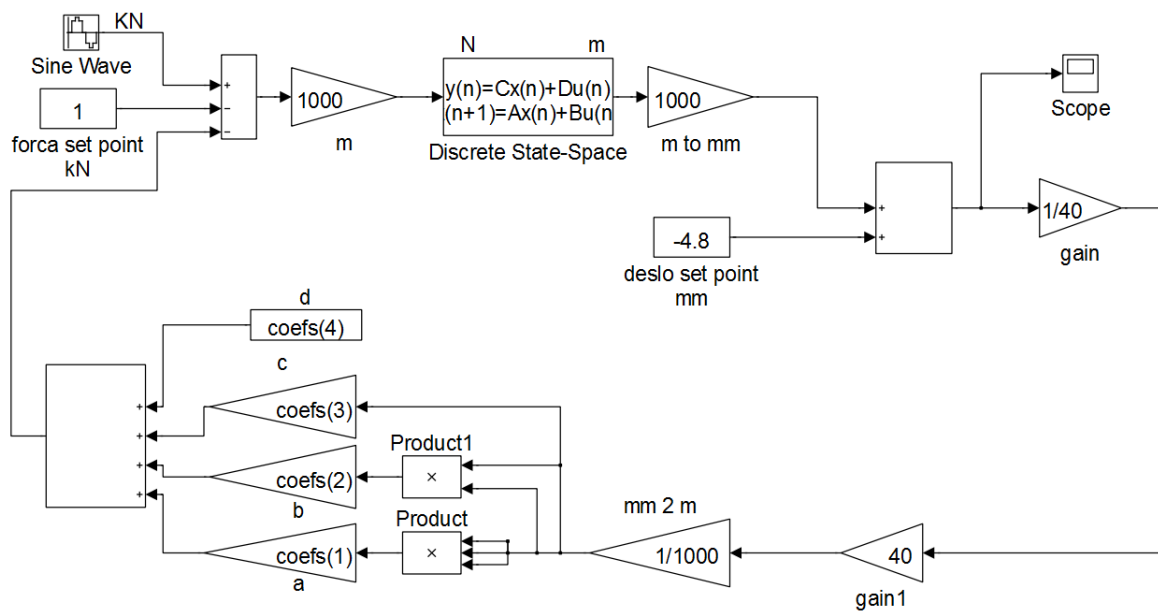 KN
Sine Wave
+
−
−
1
forca set point
kN
1000
m
N
m
y(n)=Cx(n)+Du(n)
(n+1)=Ax(n)+Bu(n
Discrete State-Space
1000
m to mm
Scope
+
+
-4.8
deslo set point
mm
1/40
gain
d
coefs(4)
c
coefs(3)
+
+
+
+
Product1
coefs(2)
×
b
Product
coefs(1)
×
a
mm 2 m
1/1000
40
gain1